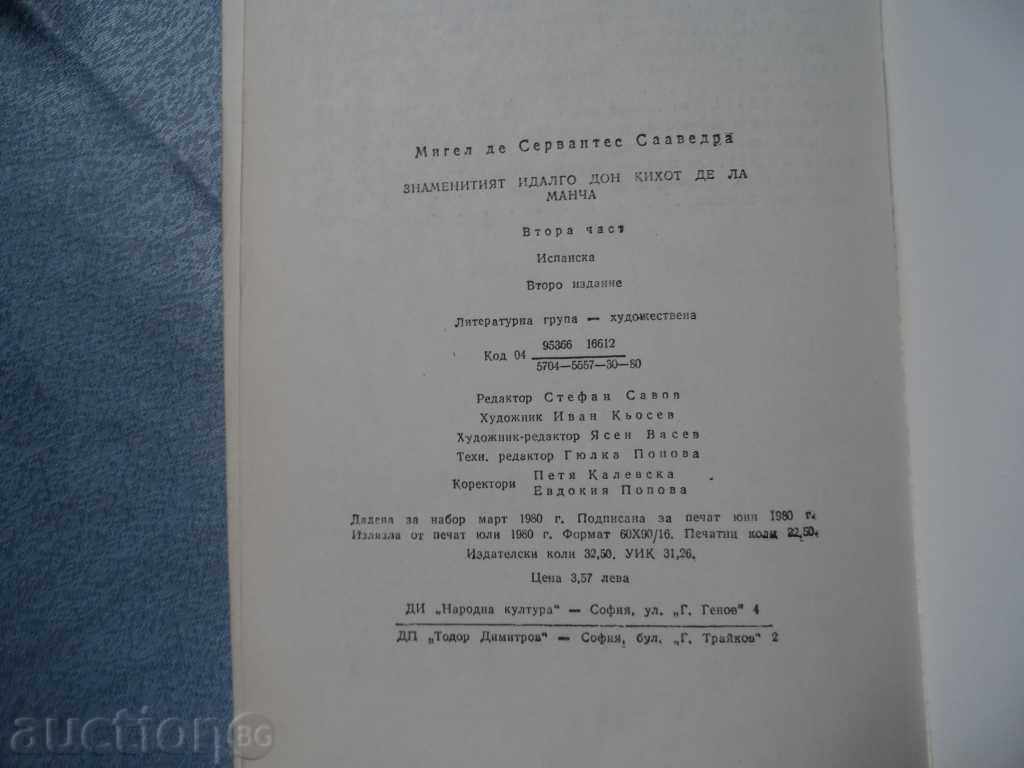 Мигел де Сервантес Сааведра
ЗНАМЕНИТИЯТ ИДАЛГО ДОН КИХОТ ДЕ ЛА
МАНЧА
Втора част
Испанска
Второ издание
Литературна група — художествена
Код 04 95366 16612
5704—5557—30—80
Редактор Стефан Савов
Художник Иван Кьосев
Художник-редактор Ясен Васев
Техн. редактор Гюлка Попова
Коректори Петя Калевска
Евдокия Попова
Дадена за набор март 1980 г. Подписана за печат юни 1980 г.
Излязла от печат юли 1980 г. Формат 60Х90/16. Печатни коли 22,50.
Издателски коли 32,50. УИК 31,26.
Цена 3,57 лева
ДИ „Народна култура“ — София, ул. „Г. Генов“ 4
ДП „Тодор Димитров“ — София, бул. „Г. Трайков“ 2
auction BG